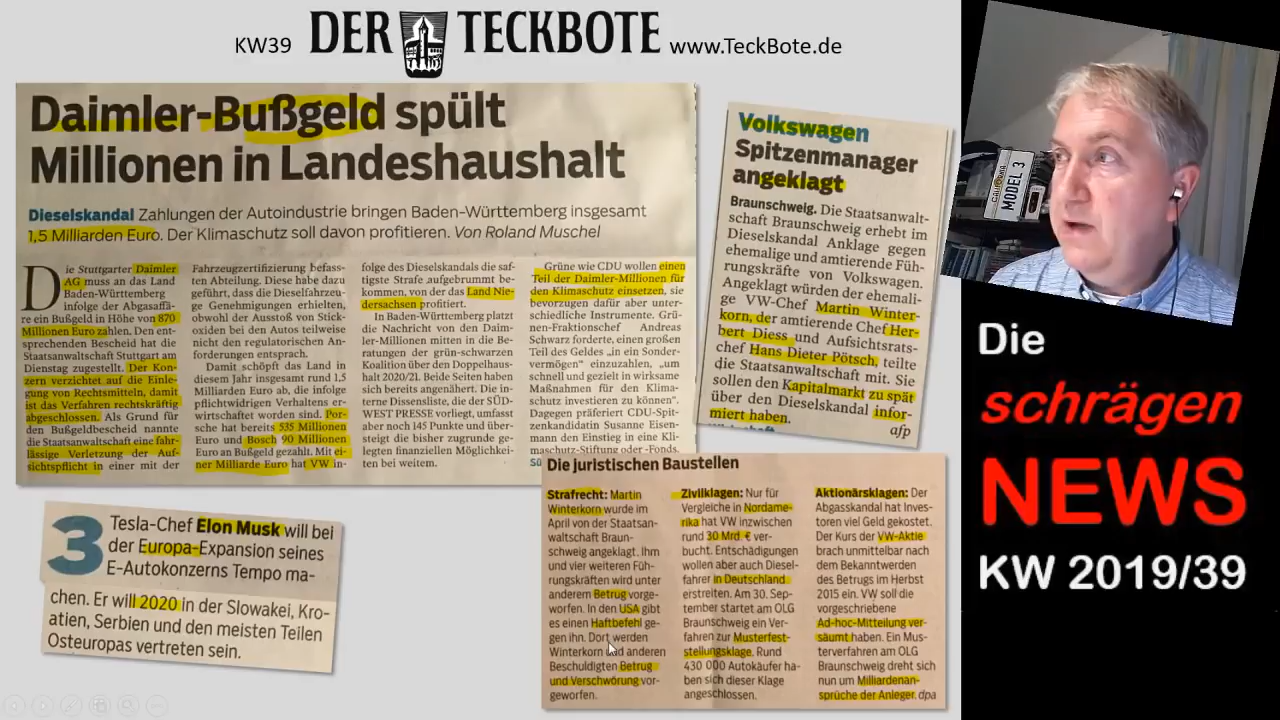 KW39 DER TECKBOTE www.TeckBote.de
Daimler-Bußgeld spült
Millionen in Landeshaushalt
Dieselskandal Zahlungen der Autoindustrie bringen Baden-Württemberg insgesamt
1,5 Milliarden Euro. Der Klimaschutz soll davon profitieren. Von Roland Muschel
Die Stuttgarter Daimler
AG muss an das Land
Baden-Württemberg
infolge der Abgasaffä-
re ein Bußgeld in Höhe von 870
Millionen Euro zahlen. Den ent-
sprechenden Bescheid hat die
Staatsanwaltschaft Stuttgart am
Dienstag zugestellt. Der Kon-
zern verzichtet auf die Einle-
gung von Rechtsmitteln, damit
ist das Verfahren rechtskräftig
abgeschlossen. Als Grund für
den Bußgeldbescheid nannte
die Staatsanwaltschaft eine fahr-
lässige Verletzung der Auf-
sichtspflicht in einer mit der
Fahrzeugzertifizierung befass-
ten Abteilung. Diese habe dazu
geführt, dass die Dieselfahrzeu-
ge Genehmigungen erhielten,
obwohl der Ausstoß von Stick-
oxiden bei den Autos teilweise
nicht den regulatorischen An-
forderungen entsprach.
Damit schöpft das Land in
diesem Jahr insgesamt rund 1,5
Milliarden Euro ab, die infolge
pflichtwidrigen Verhaltens er-
wirtschaftet worden sind. Por-
sche hat bereits 535 Millionen
Euro und Bosch 90 Millionen
Euro an Bußgeld gezahlt. Mit ei-
ner Milliarde Euro hat VW in-
folge des Dieselskandals die saf-
tigste Strafe aufgebrummt be-
kommen, von der das Land Nie-
dersachsen profitiert.
In Baden-Württemberg platzt
die Nachricht von den Daim-
ler-Millionen mitten in die Be-
ratungen der grün-schwarzen
Koalition über den Doppelhaus-
halt 2020/21. Beide Seiten haben
sich bereits angenähert. Die in-
terne Dissensliste, die der SÜD-
WEST PRESSE vorliegt, umfasst
aber noch 145 Punkte und über-
steigt die bisher zugrunde ge-
legten finanziellen Möglichkei-
ten bei weitem.
Grüne wie CDU wollen einen
Teil der Daimler-Millionen für
den Klimaschutz einsetzen, sie
bevorzugen dafür aber unter-
schiedliche Instrumente. Grü-
nen-Fraktionschef Andreas
Schwarz forderte, einen großen
Teil des Geldes „in ein Sonder-
vermögen“ einzuzahlen, „um
schnell und gezielt in wirksame
Maßnahmen für den Klima-
schutz investieren zu können“.
Dagegen präferiert CDU-Spit-
zenkandidatin Susanne Eisen-
mann den Einstieg in eine Kli-
maschutz-Stiftung oder -Fonds.
Volkswagen
Spitzenmanager
angeklagt
Braunschweig. Die Staatsanwalt-
schaft Braunschweig erhebt im
Dieselskandal Anklage gegen
ehemalige und amtierende Füh-
rungskräfte von Volkswagen.
Angeklagt würden der ehemali-
ge VW-Chef Martin Winter-
korn, der amtierende Chef Her-
bert Diess und Aufsichtsrats-
chef Hans Dieter Pötsch, teilte
die Staatsanwaltschaft mit. Sie
sollen den Kapitalmarkt zu spät
über den Dieselskandal infor-
miert haben. afp
3 Tesla-Chef Elon Musk will bei
der Europa-Expansion seines
E-Autokonzerns Tempo ma-
chen. Er will 2020 in der Slowakei, Kro-
atien, Serbien und den meisten Teilen
Osteuropas vertreten sein.
Die juristischen Baustellen
Strafrecht: Martin
Winterkorn wurde im
April von der Staatsan-
waltschaft Braun-
schweig angeklagt. Ihm
und vier weiteren Füh-
rungskräften wird unter
anderem Betrug vorge-
worfen. In den USA gibt
es einen Haftbefehl ge-
gen ihn. Dort werden
Winterkorn und anderen
Beschuldigten Betrug
und Verschwörung vor-
geworfen.
Zivilklagen: Nur für
Vergleiche in Nordame-
rika hat VW inzwischen
rund 30 Mrd. € ver-
bucht. Entschädigungen
wollen aber auch Diesel-
fahrer in Deutschland
erstreiten. Am 30. Sep-
tember startet am OLG
Braunschweig ein Ver-
fahren zur Musterfest-
stellungsklage. Rund
430 000 Autokäufer ha-
ben sich dieser Klage
angeschlossen.
Aktionärsklagen: Der
Abgasskandal hat Inves-
toren viel Geld gekostet.
Der Kurs der VW-Aktie
brach unmittelbar nach
dem Bekanntwerden
des Betrugs im Herbst
2015 ein. VW soll die
vorgeschriebene
Ad-hoc-Mitteilung ver-
säumt haben. Ein Mus-
terverfahren am OLG
Braunschweig dreht sich
nun um Milliardenan-
sprüche der Anleger. dpa
MODEL 3
Die
schrägen
NEWS
KW 2019/39